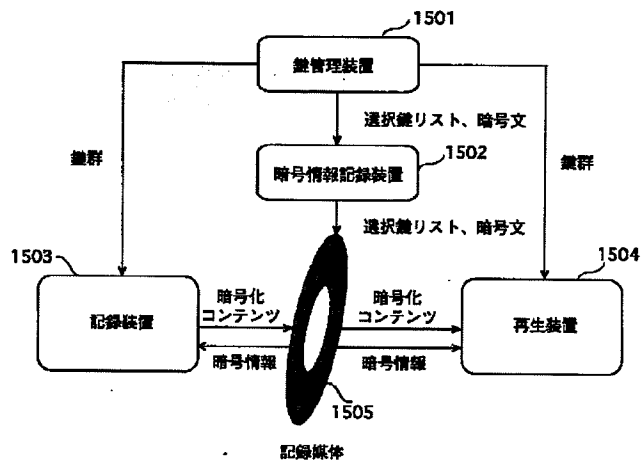 1501
鍵管理装置
選択鍵リスト、暗号文
鍵群
1502
鍵群
暗号情報記録装置
選択鍵リスト、暗号文
1503
1504
記録装置
暗号化
コンテンツ
暗号化
コンテンツ
再生装置
暗号情報
暗号情報
1505
記録媒体